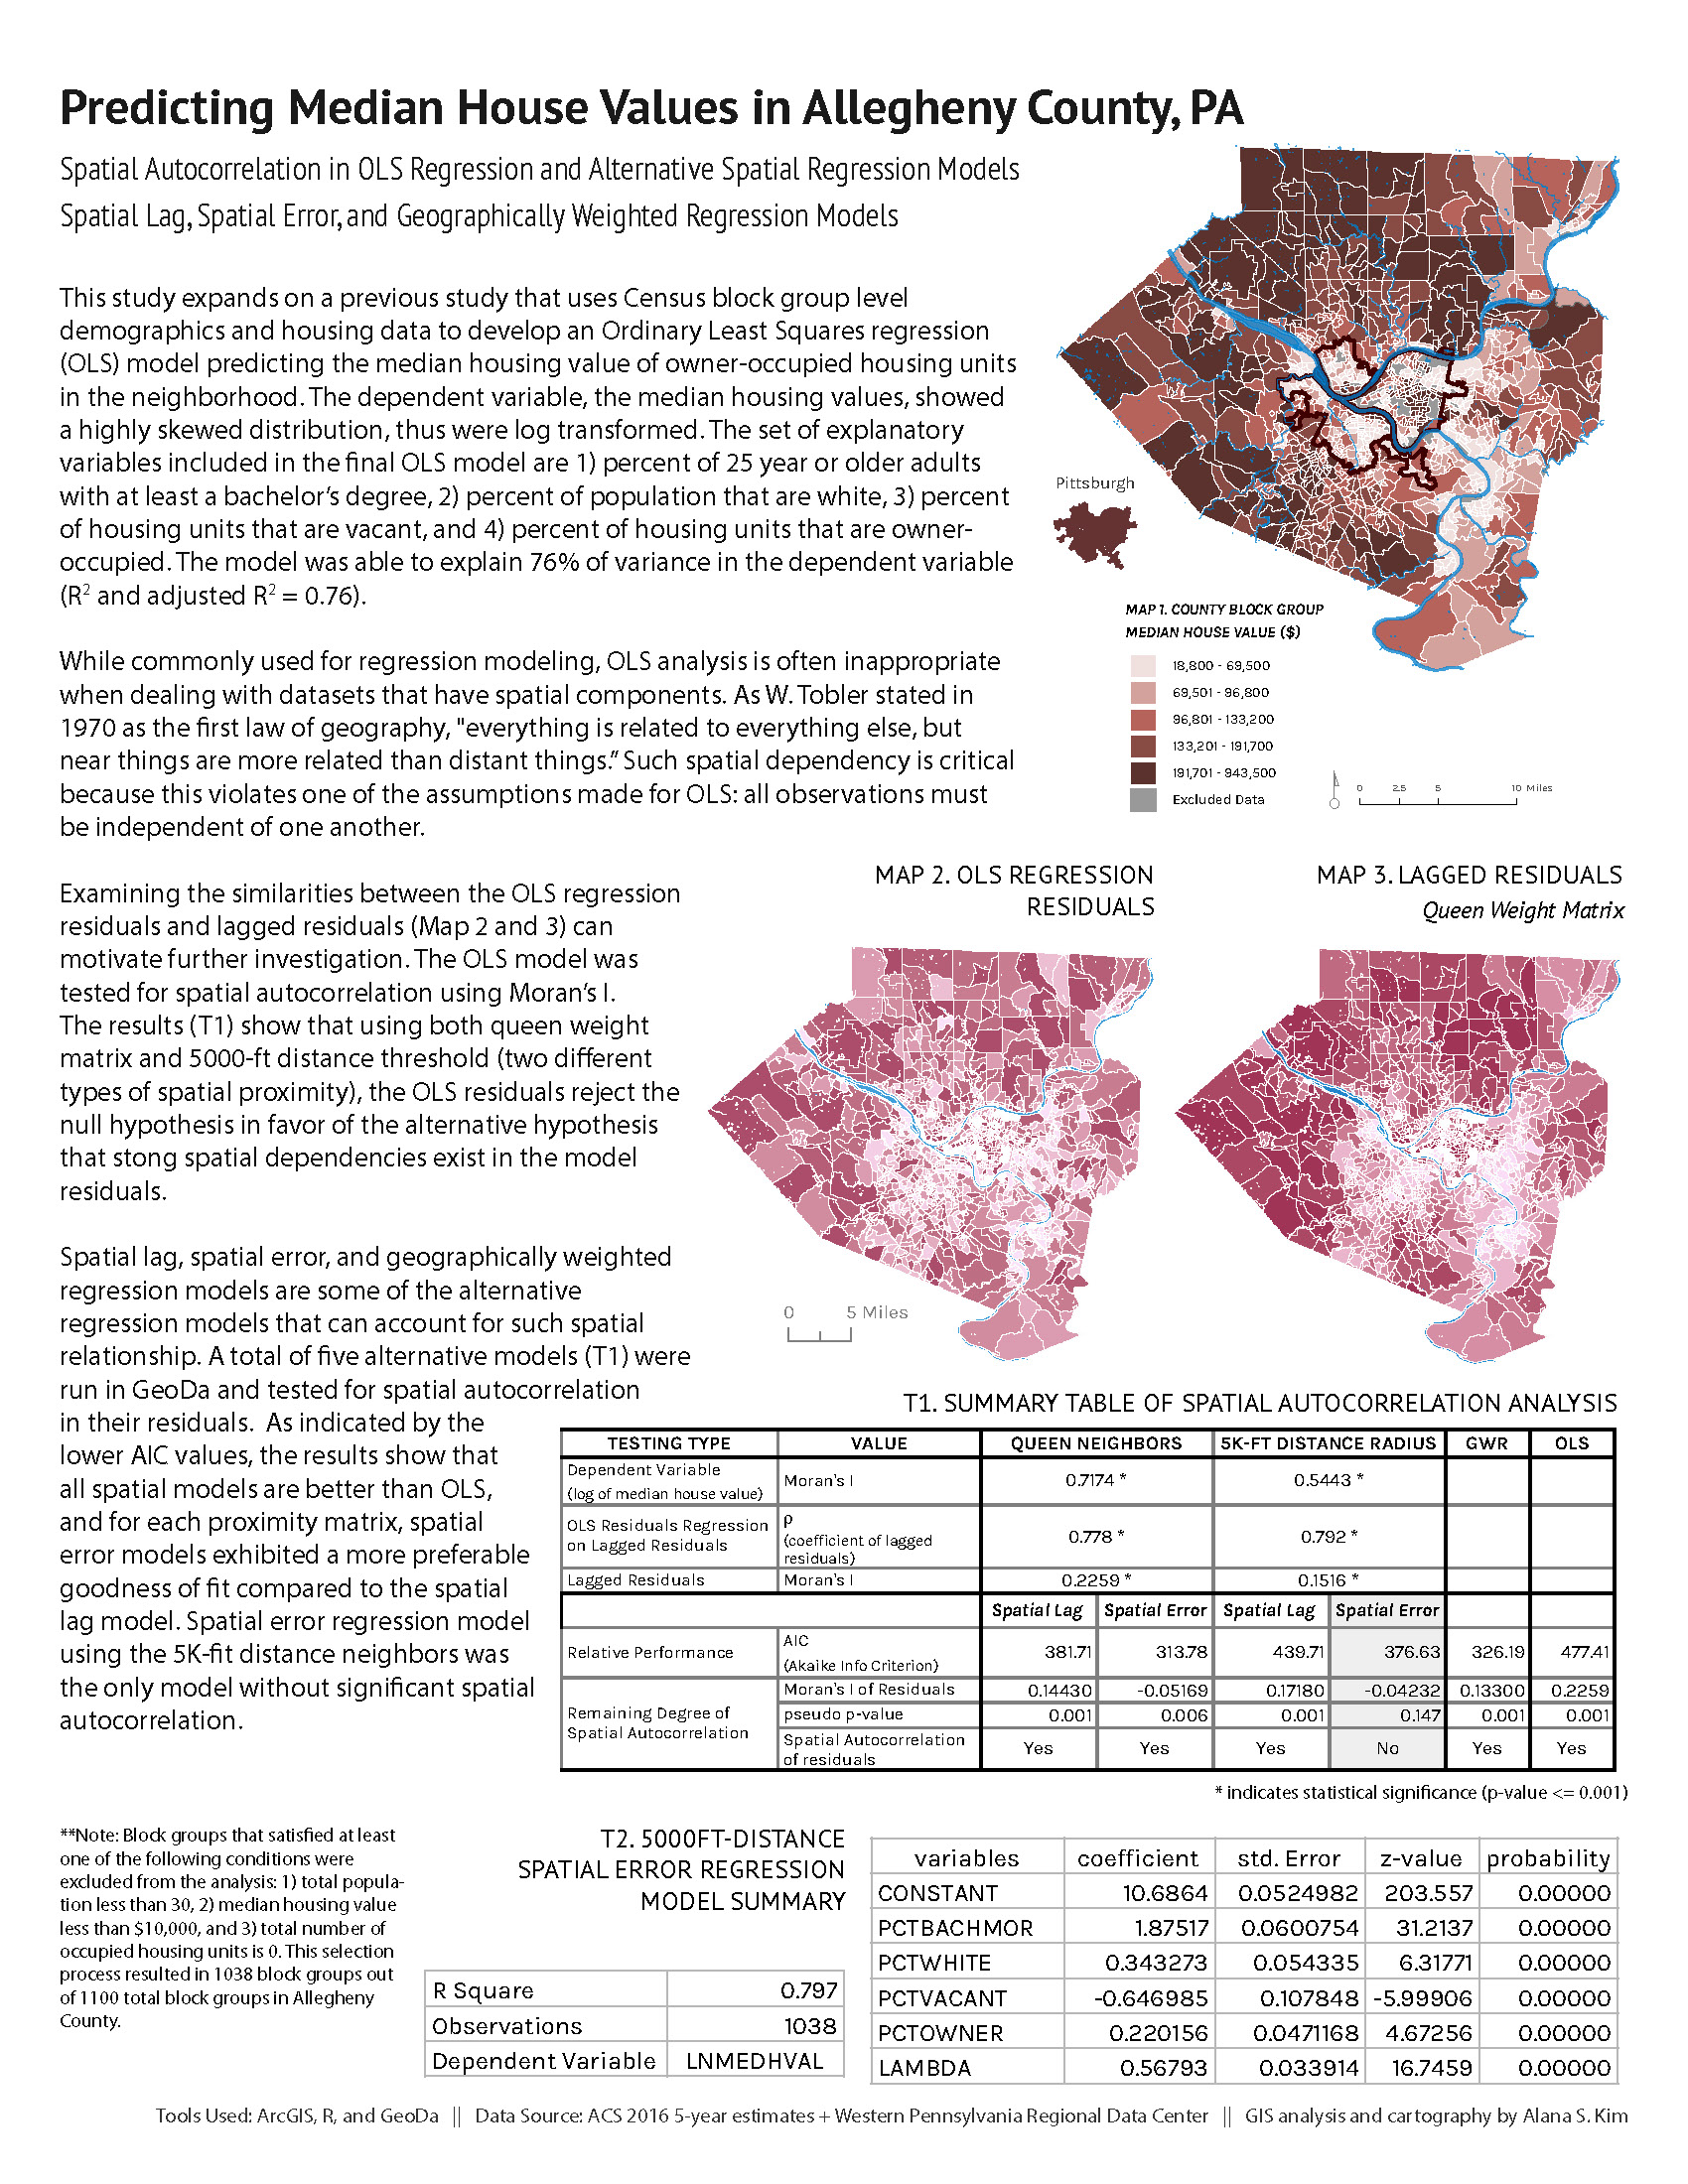 Predicting Median House Values in Allegheny County, PA
Spatial Autocorrelation in OLS Regression and Alternative Spatial Regression Models
Spatial Lag, Spatial Error, and Geographically Weighted Regression Models
This study expands on a previous study that uses Census block group level
demographics and housing data to develop an Ordinary Least Squares regression
(OLS) model predicting the median housing value of owner-occupied housing units
in the neighborhood. The dependent variable, the median housing values, showed
a highly skewed distribution, thus were log transformed. The set of explanatory
variables included in the final OLS model are 1) percent of 25 year or older adults
with at least a bachelor's degree, 2) percent of population that are white, 3) percent
of housing units that are vacant, and 4) percent of housing units that are owner-
occupied. The model was able to explain 76% of variance in the dependent variable
(R² and adjusted R² = 0.76).
While commonly used for regression modeling, OLS analysis is often inappropriate
when dealing with datasets that have spatial components. As W. Tobler stated in
1970 as the first law of geography, "everything is related to everything else, but
near things are more related than distant things." Such spatial dependency is critical
because this violates one of the assumptions made for OLS: all observations must
be independent of one another.
Pittsburgh
MAP 1. COUNTY BLOCK GROUP
MEDIAN HOUSE VALUE ($)
18,800 - 69,500
69,501 - 96,800
96,801 - 133,200
133,201 - 191,700
191,701 - 943,500
Excluded Data
0 2.5 5 10 Miles
Examining the similarities between the OLS regression
residuals and lagged residuals (Map 2 and 3) can
motivate further investigation. The OLS model was
tested for spatial autocorrelation using Moran's I.
The results (T1) show that using both queen weight
matrix and 5000-ft distance threshold (two different
types of spatial proximity), the OLS residuals reject the
null hypothesis in favor of the alternative hypothesis
that stong spatial dependencies exist in the model
residuals.
MAP 2. OLS REGRESSION
RESIDUALS
MAP 3. LAGGED RESIDUALS
Queen Weight Matrix
0 5 Miles
Spatial lag, spatial error, and geographically weighted
regression models are some of the alternative
regression models that can account for such spatial
relationship. A total of five alternative models (T1) were
run in GeoDa and tested for spatial autocorrelation
in their residuals.  As indicated by the
lower AIC values, the results show that
all spatial models are better than OLS,
and for each proximity matrix, spatial
error models exhibited a more preferable
goodness of fit compared to the spatial
lag model. Spatial error regression model
using the 5K-fit distance neighbors was
the only model without significant spatial
autocorrelation.
T1. SUMMARY TABLE OF SPATIAL AUTOCORRELATION ANALYSIS
TESTING TYPE VALUE QUEEN NEIGHBORS 5K-FT DISTANCE RADIUS GWR OLS
Dependent Variable
(log of median house value) Moran's I 0.7174 * 0.5443 *
OLS Residuals Regression
on Lagged Residuals
ρ
(coefficient of lagged
residuals)
0.778 * 0.792 *
Lagged Residuals Moran's I 0.2259 * 0.1516 *
Spatial Lag Spatial Error Spatial Lag Spatial Error
Relative Performance
AIC
(Akaike Info Criterion)
381.71 313.78 439.71 376.63 326.19 477.41
Remaining Degree of
Spatial Autocorrelation
Moran's I of Residuals 0.14430 -0.05169 0.17180 -0.04232 0.13300 0.2259
pseudo p-value 0.001 0.006 0.001 0.147 0.001 0.001
Spatial Autocorrelation
of residuals
Yes Yes Yes No Yes Yes
* indicates statistical significance (p-value <= 0.001)
**Note: Block groups that satisfied at least
one of the following conditions were
excluded from the analysis: 1) total popula-
tion less than 30, 2) median housing value
less than $10,000, and 3) total number of
occupied housing units is 0. This selection
process resulted in 1038 block groups out
of 1100 total block groups in Allegheny
County.
T2. 5000FT-DISTANCE
SPATIAL ERROR REGRESSION
MODEL SUMMARY
R Square 0.797
Observations 1038
Dependent Variable LNMEDHVAL
variables coefficient std. Error z-value probability
CONSTANT 10.6864 0.0524982 203.557 0.00000
PCTBACHMOR 1.87517 0.0600754 31.2137 0.00000
PCTWHITE 0.343273 0.054335 6.31771 0.00000
PCTVACANT -0.646985 0.107848 -5.99906 0.00000
PCTOWNER 0.220156 0.0471168 4.67256 0.00000
LAMBDA 0.56793 0.033914 16.7459 0.00000
Tools Used: ArcGIS, R, and GeoDa || Data Source: ACS 2016 5-year estimates + Western Pennsylvania Regional Data Center || GIS analysis and cartography by Alana S. Kim